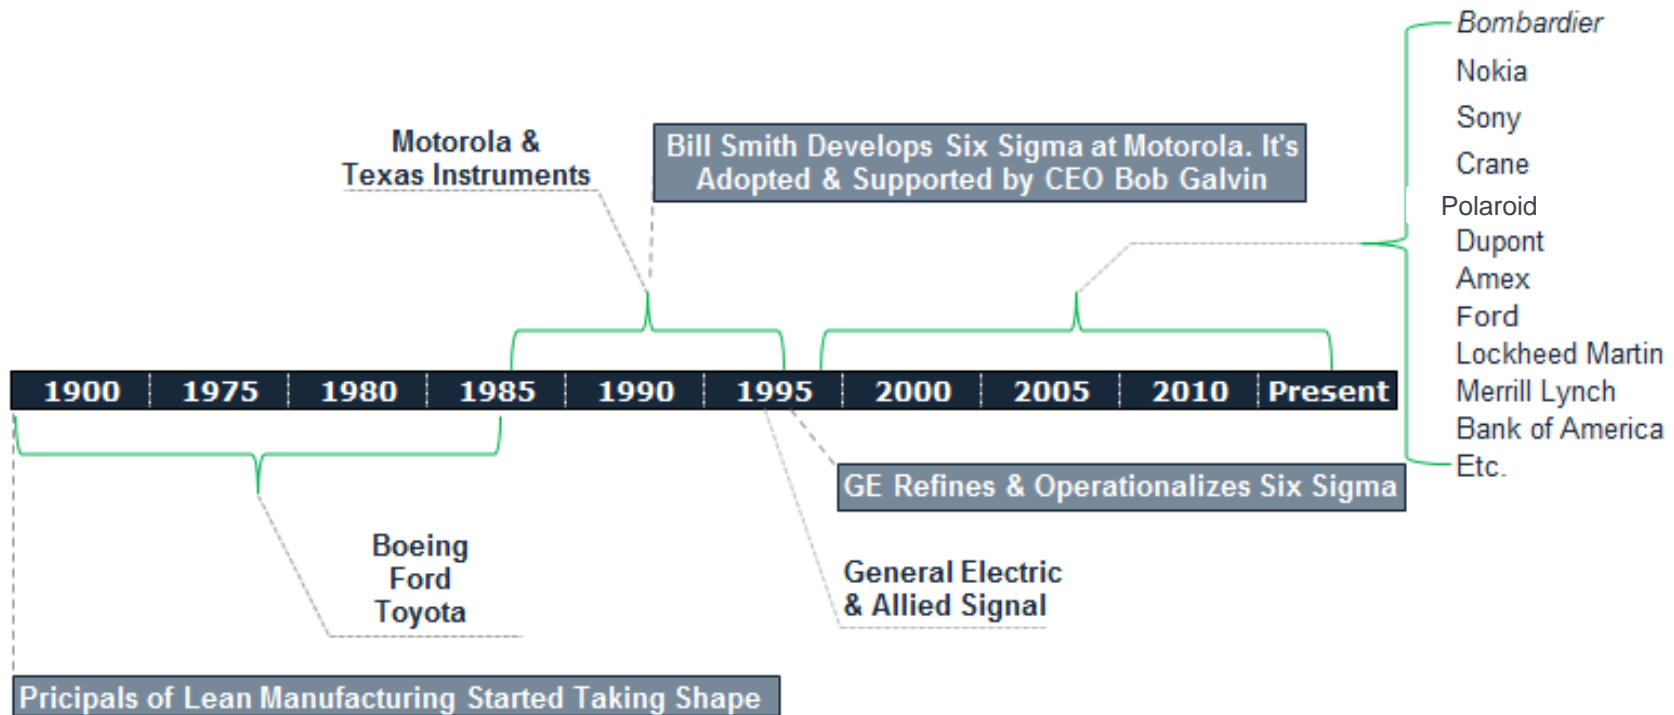 Bombardier
Nokia
Sony
Crane
Polaroid
Dupont
Amex
Ford
Lockheed Martin
Merrill Lynch
Bank of America
Etc.
Motorola &
Texas Instruments
Bill Smith Develops Six Sigma at Motorola. It's
Adopted & Supported by CEO Bob Galvin
1900 1975 1980 1985 1990 1995 2000 2005 2010 Present
GE Refines & Operationalizes Six Sigma
Boeing
Ford
Toyota
General Electric
& Allied Signal
Pricipals of Lean Manufacturing Started Taking Shape